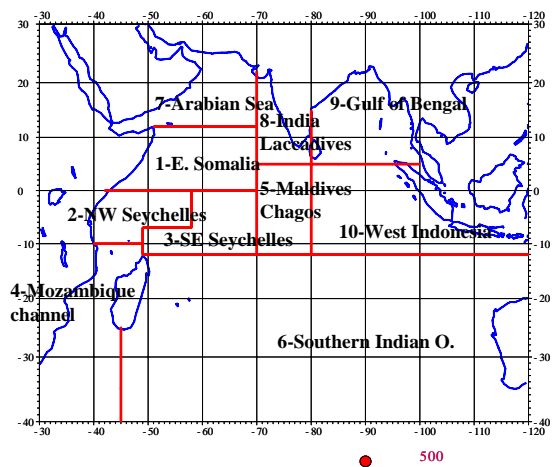 -30 -40 -50 -60 -70 -80 -90 -100 -110 -120
30 30
20 20
7-Arabian Sea 9-Gulf of Bengal
8-India
10 10
Laccadives
1-E. Somalia
0 0
5-Maldives
2-NW Seychelles Chagos
10-West Indonesia
3-SE Seychelles
-10 -10
4-Mozambique
-20 -20
channel
6-Southern Indian O.
-30 -30
-40 -40
-30 -40 -50 -60 -70 -80 -90 -100 -110 -120
500